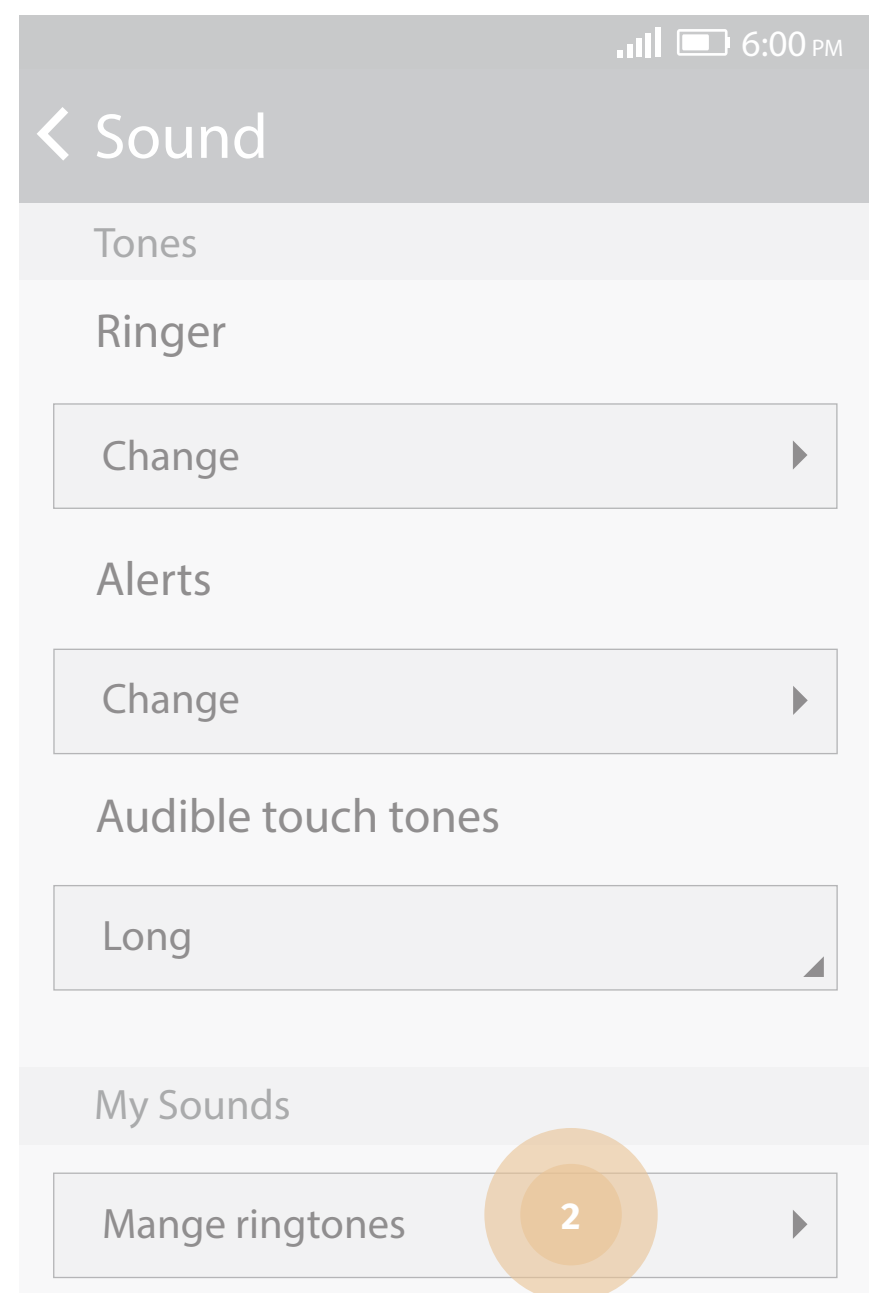 6:00 PM
Sound
Tones
Ringer
Change
Alerts
Change
Audible touch tones
Long
My Sounds
Mange ringtones 2